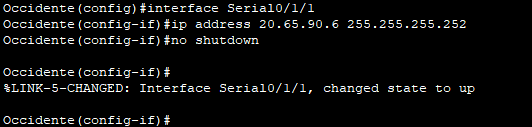 Occidente(config)#interface Serial0/1/1
Occidente(config-if)#ip address 20.65.90.6 255.255.255.252
Occidente(config-if)#no shutdown
Occidente(config-if)#
%LINK-5-CHANGED: Interface Serial0/1/1, changed state to up
Occidente(config-if)#